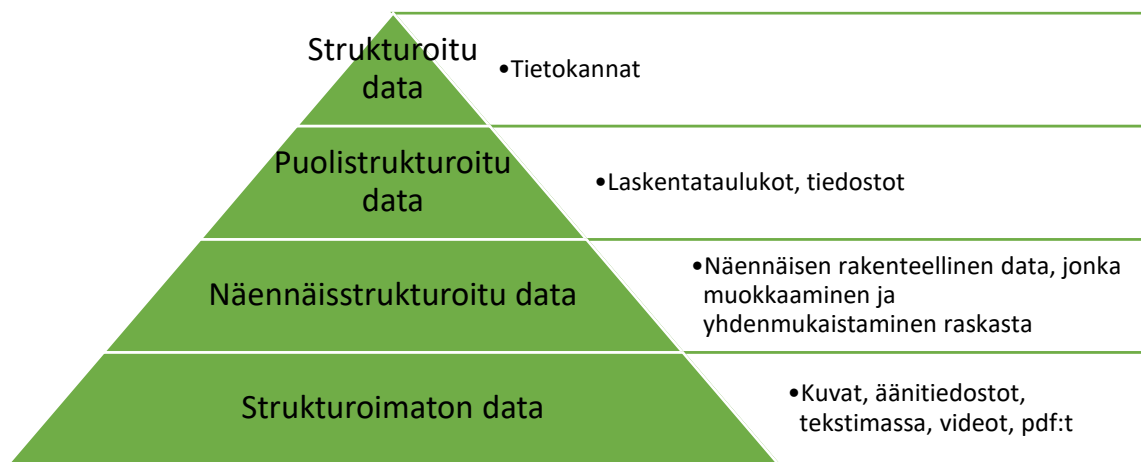 Strukturoitu
data
•Tietokannat
Puolistrukturoitu
data
•Laskentataulukot, tiedostot
Näennäisstrukturoitu data
•Näennäisen rakenteellinen data, jonka
muokkaaminen ja
yhdenmukaistaminen raskasta
Strukturoimaton data
•Kuvat, äänitiedostot,
tekstimassa, videot, pdf:t